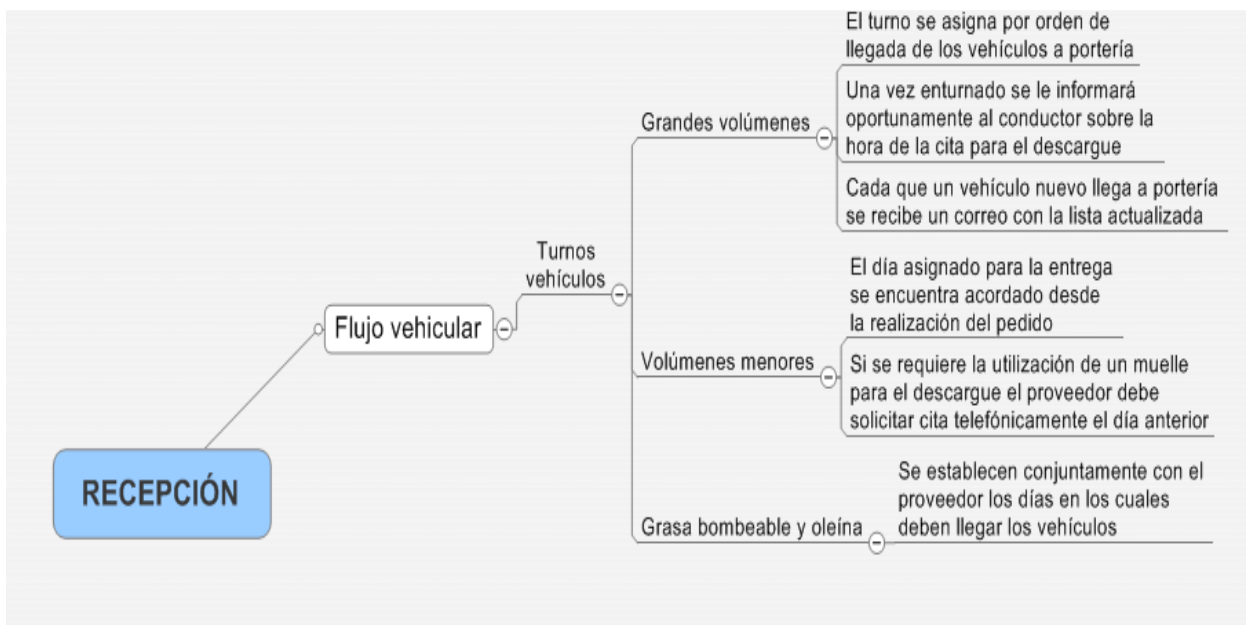 El turno se asigna por orden de
llegada de los vehículos a portería
Una vez enturnado se le informará
oportunamente al conductor sobre la
hora de la cita para el descargue
Grandes volúmenes
Cada que un vehículo nuevo llega a portería
se recibe un correo con la lista actualizada
Turnos
vehículos
El día asignado para la entrega
se encuentra acordado desde
la realización del pedido
Flujo vehicular
Volúmenes menores
Si se requiere la utilización de un muelle
para el descargue el proveedor debe
solicitar cita telefónicamente el día anterior
RECEPCIÓN
Se establecen conjuntamente con el
proveedor los días en los cuales
deben llegar los vehículos
Grasa bombeable y oleína